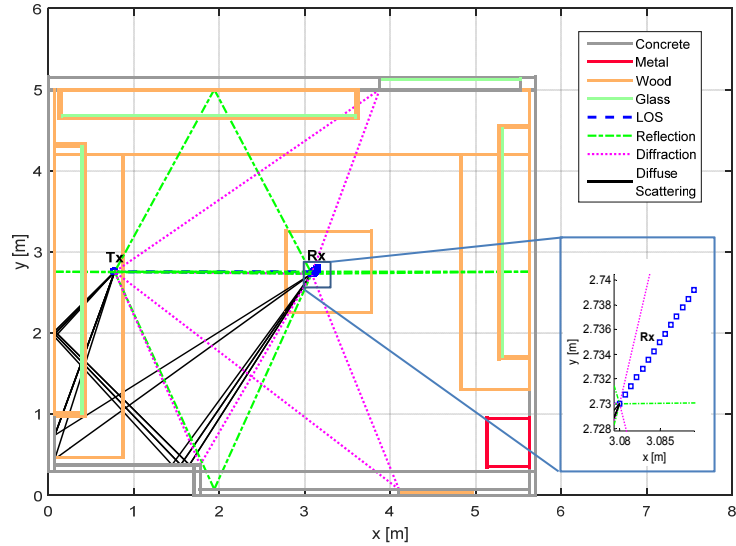 6
5
4
3
2
1
0
y [m]
0
1
2
3
4
5
6
7
8
x [m]
Tx
Rx
Concrete
Metal
Wood
Glass
LOS
Reflection
Diffraction
Diffuse
Scattering
2.74
2.738
2.736
2.734
2.732
2.73
2.728
y [m]
Rx
3.08
3.085
x [m]